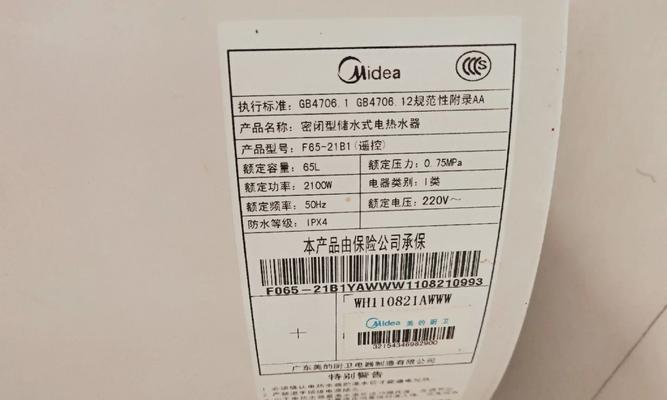 Midea
执行标准: GB4706.1 GB4706.12规范性附录AA
产品名称: 密闭型储水式电热水器
产品型号: F65-21B1(遥控)
额定容量: 65L 额定压力: 0.75MPa
额定功率: 2100W 电器类别: I类
额定频率: 50Hz 额定电压: 220V～
防水等级: IPX4
本产品由保险公司承保
F065-21B1YAWWW1108210993
WH110821AWWW
Midea 美的厨卫
32154346982900
广东美的厨卫电器制造有限公司
特别警告